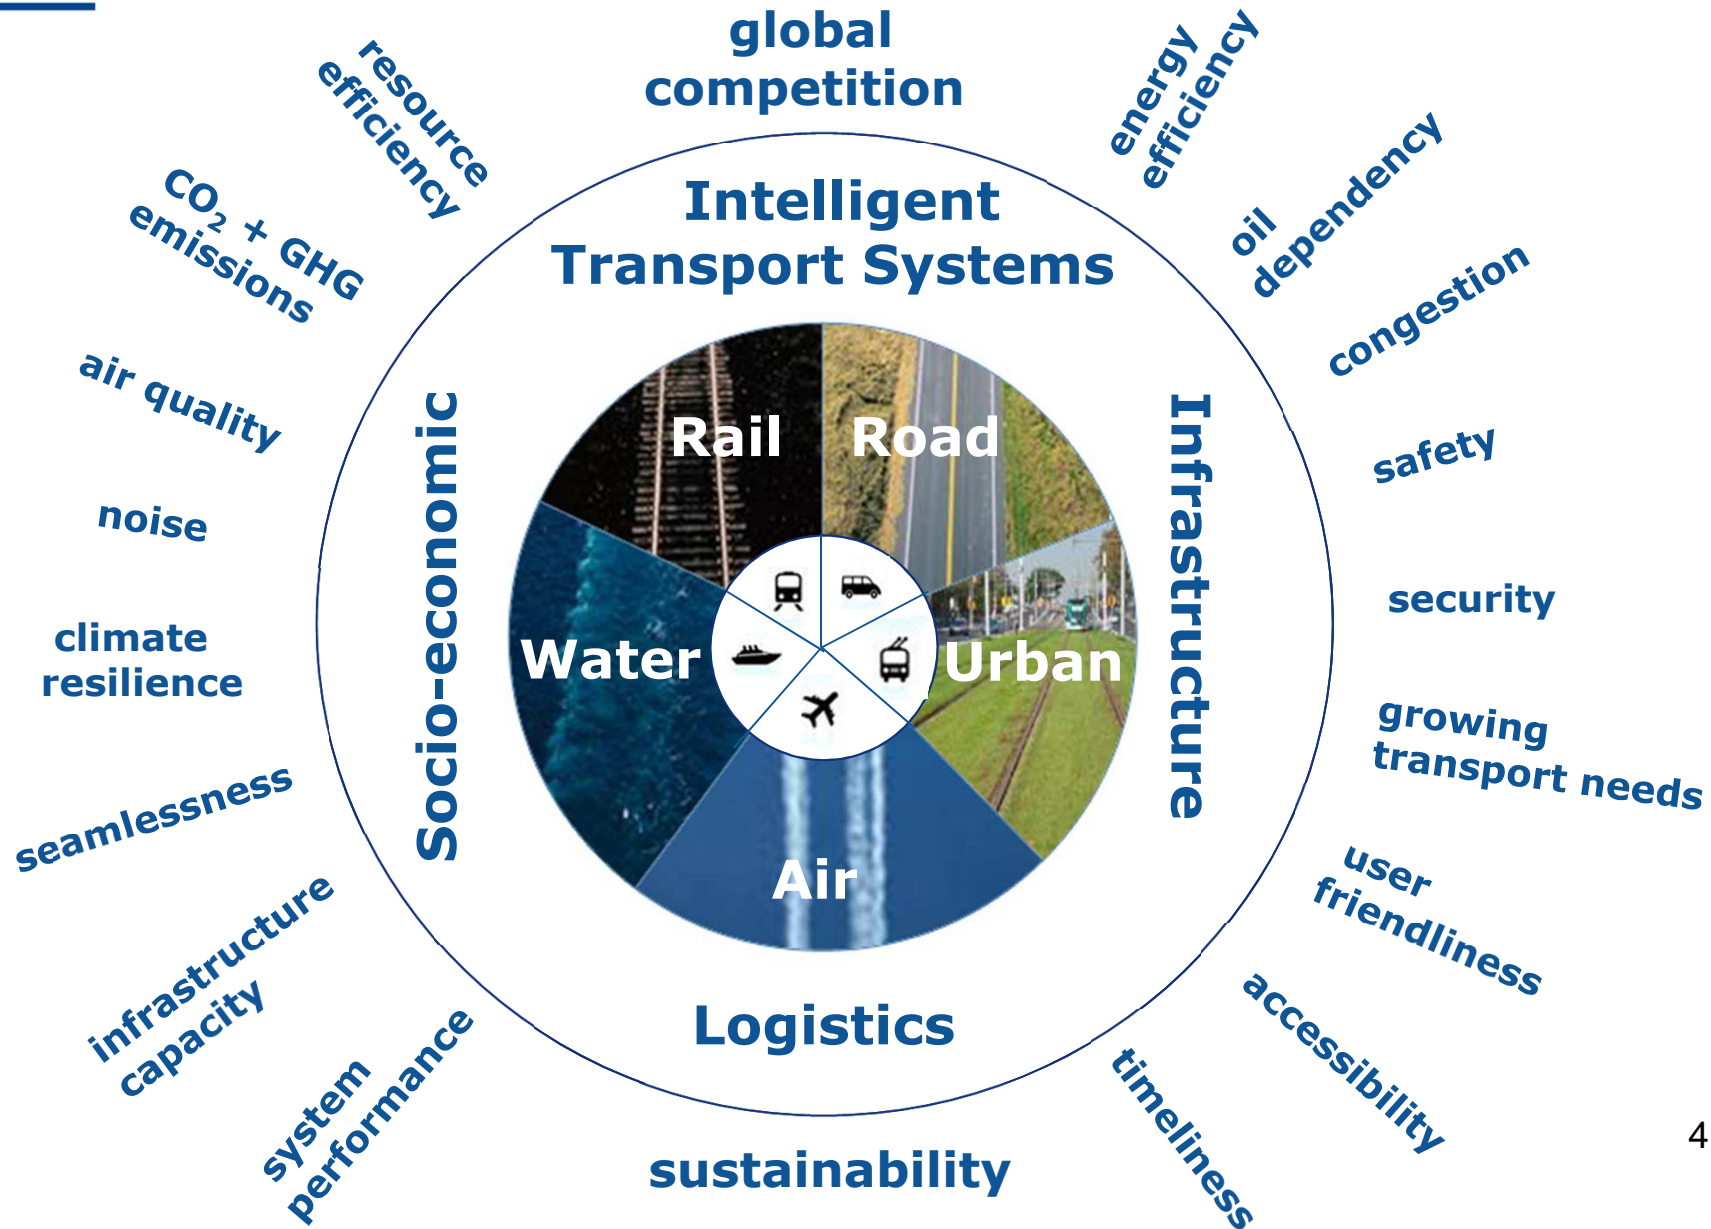 global
competition
energy
efficiency
oil
dependency
congestion
safety
security
growing
transport needs
user
friendliness
accessibility
timeliness
sustainability
system
performance
infrastructure
capacity
seamlessness
climate
resilience
noise
air quality
CO₂ + GHG
emissions
resource
efficiency
Intelligent
Transport Systems
Infrastructure
Logistics
Socio-economic
Rail
Road
Urban
Air
Water
4